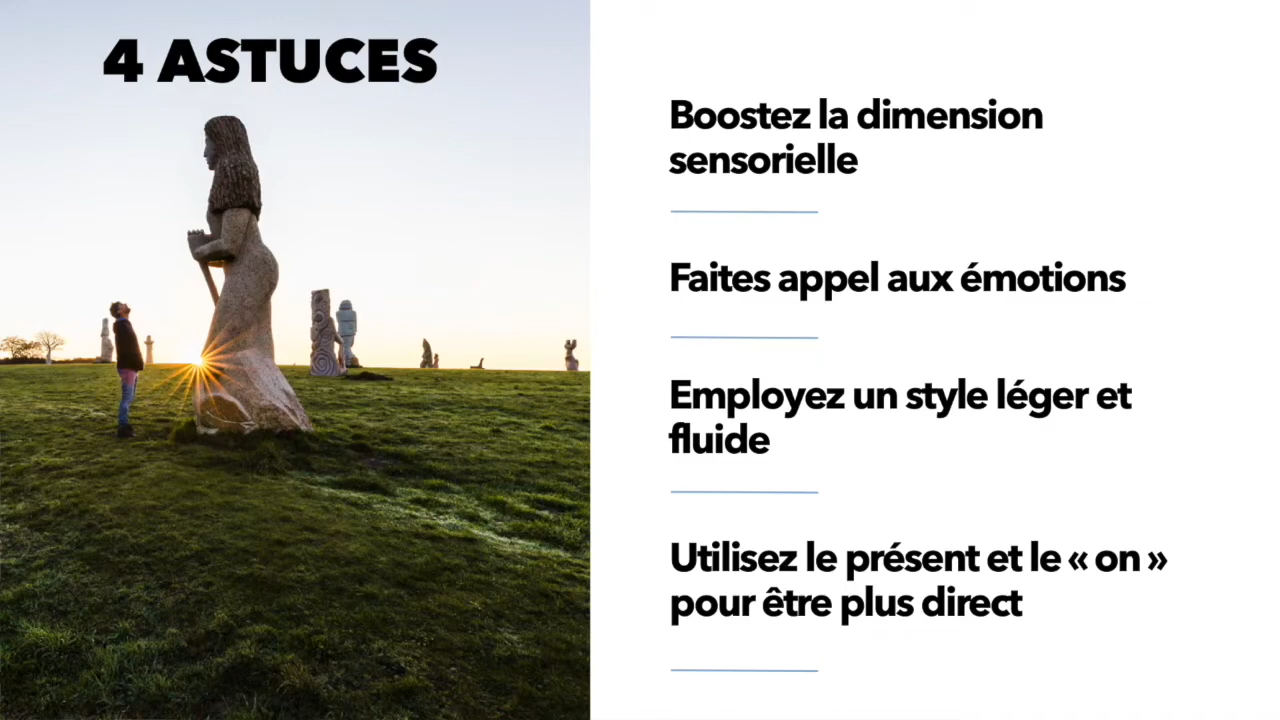 4 ASTUCES
Boostez la dimension
sensorielle
Faites appel aux émotions
Employez un style léger et
fluide
Utilisez le présent et le « on »
pour être plus direct